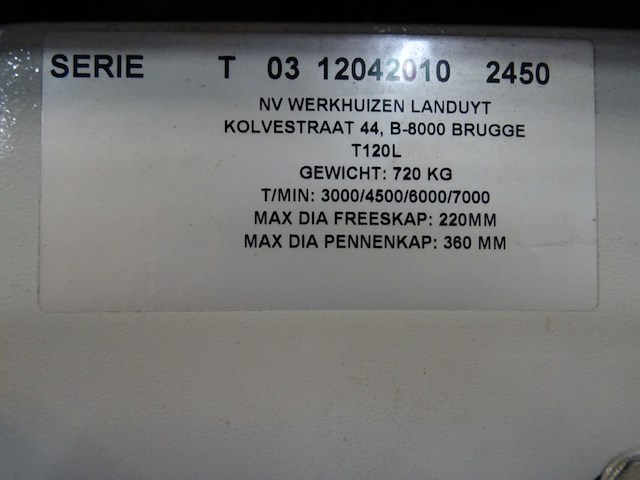 SERIE T 03 12042010 2450
NV WERKHUIZEN LANDUYT
KOLVESTRAAT 44, B-8000 BRUGGE
T120L
GEWICHT: 720 KG
T/MIN: 3000/4500/6000/7000
MAX DIA FREESKAP: 220MM
MAX DIA PENNENKAP: 360 MM